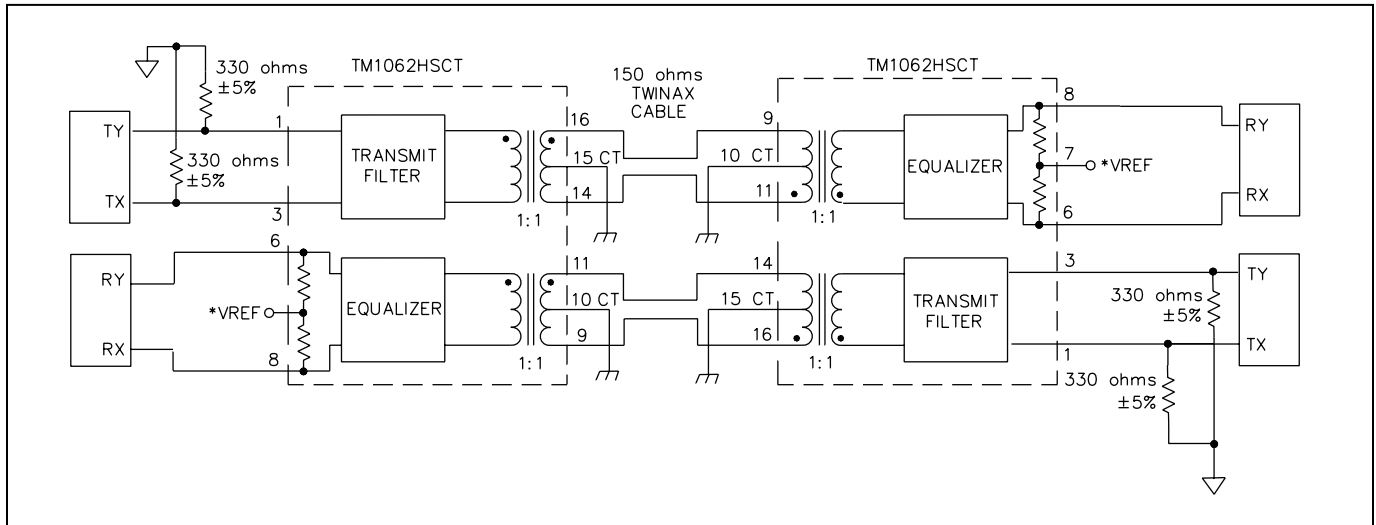 330 ohms
±5%
TM1062HSCT
150 ohms
TWINAX
CABLE
TM1062HSCT
TY
TX
1
3
330 ohms
±5%
TRANSMIT
FILTER
1:1
16
15 CT
14
9
10 CT
11
1:1
EQUALIZER
8
7
*VREF
6
RY
RX
RY
RX
6
*VREF
8
EQUALIZER
1:1
11
10 CT
9
14
15 CT
16
1:1
TRANSMIT
FILTER
3
1
330 ohms
±5%
TY
TX
330 ohms
±5%